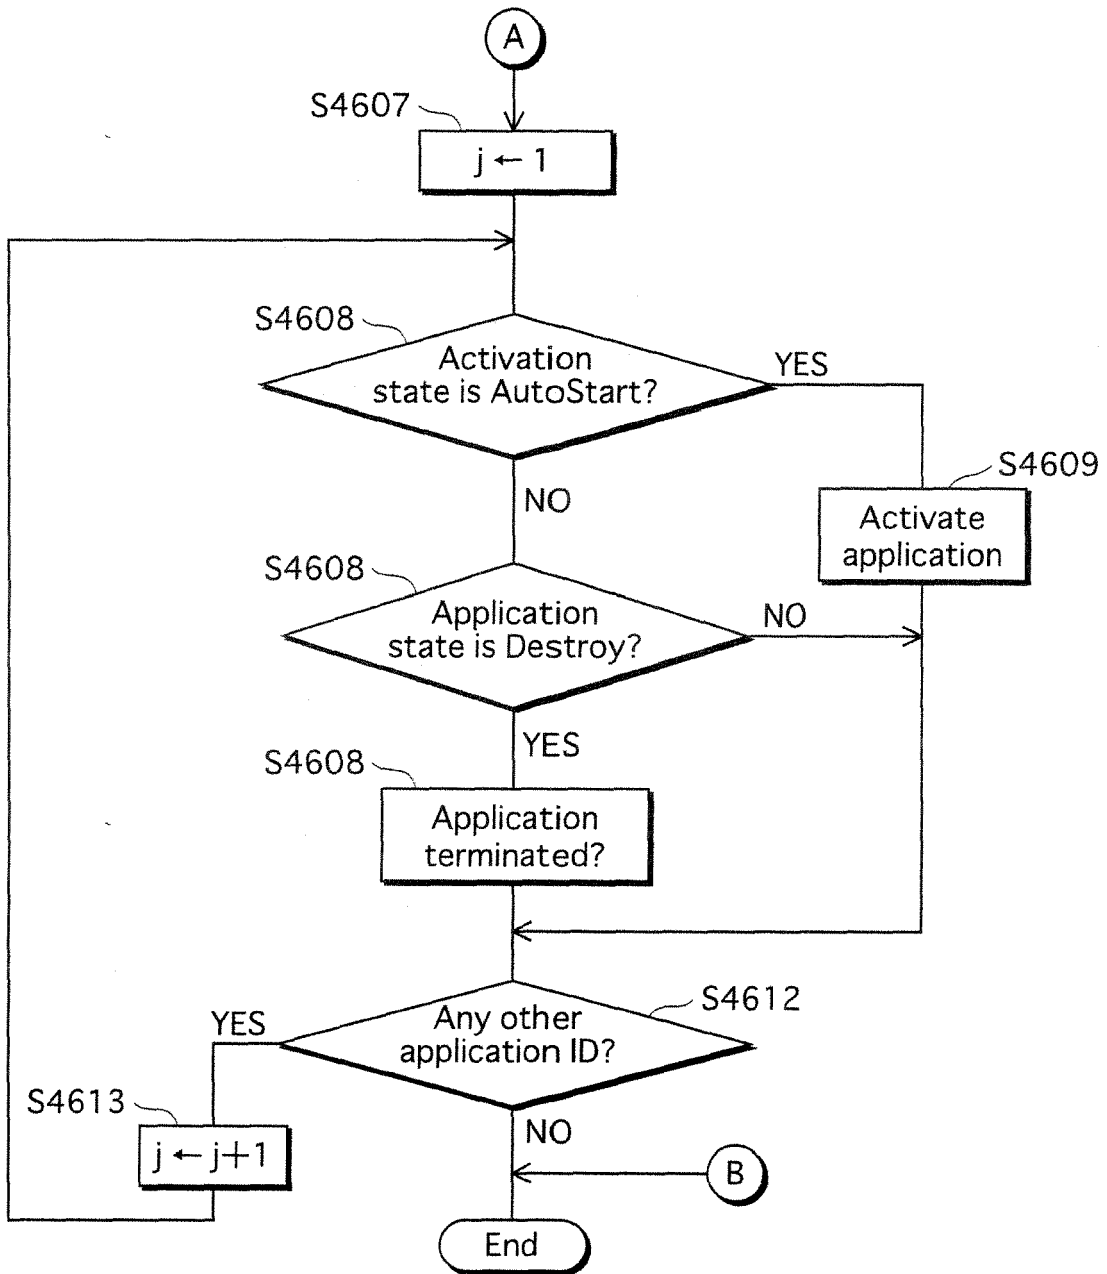 A
S4607
j ← 1
S4608
Activation
state is AutoStart?
YES
S4609
NO
Activate
application
S4608
Application
state is Destroy?
NO
YES
S4608
Application
terminated?
S4612
Any other
application ID?
YES
S4613
NO
j ← j+1
B
End